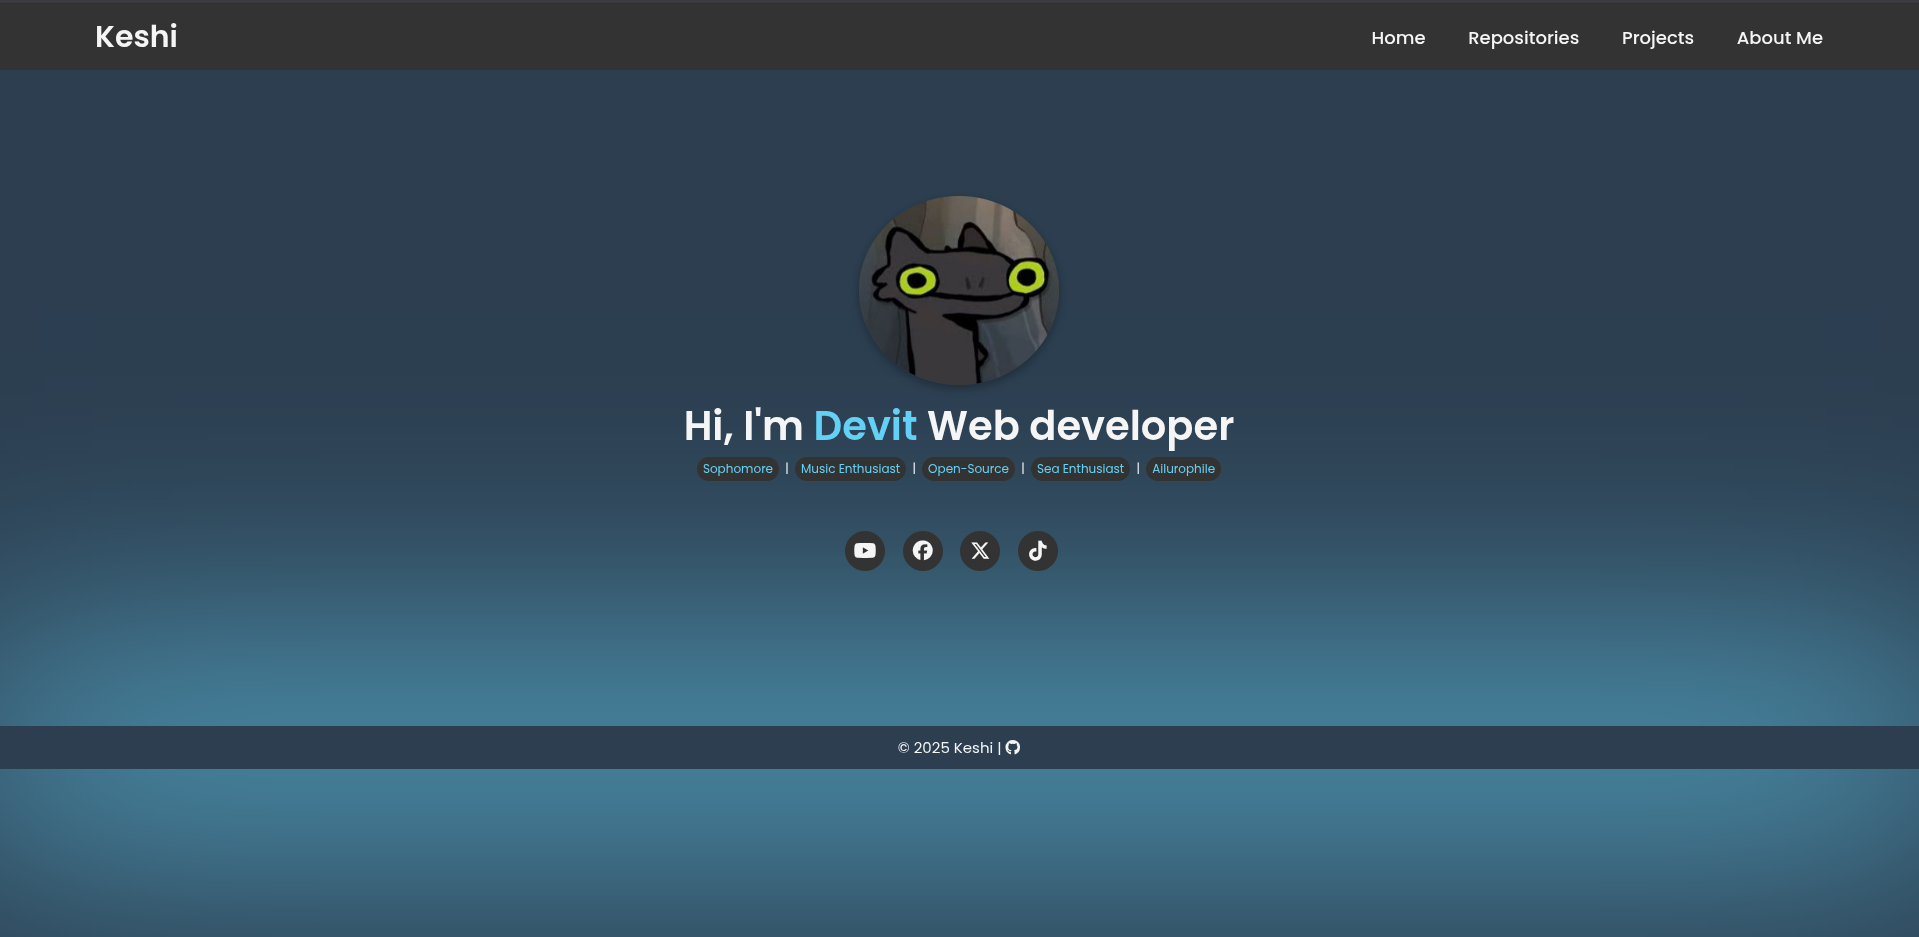 Keshi
Home Repositories Projects About Me
Hi, I'm Devit Web developer
Sophomore | Music Enthusiast | Open-Source | Sea Enthusiast | Ailurophile
© 2025 Keshi |